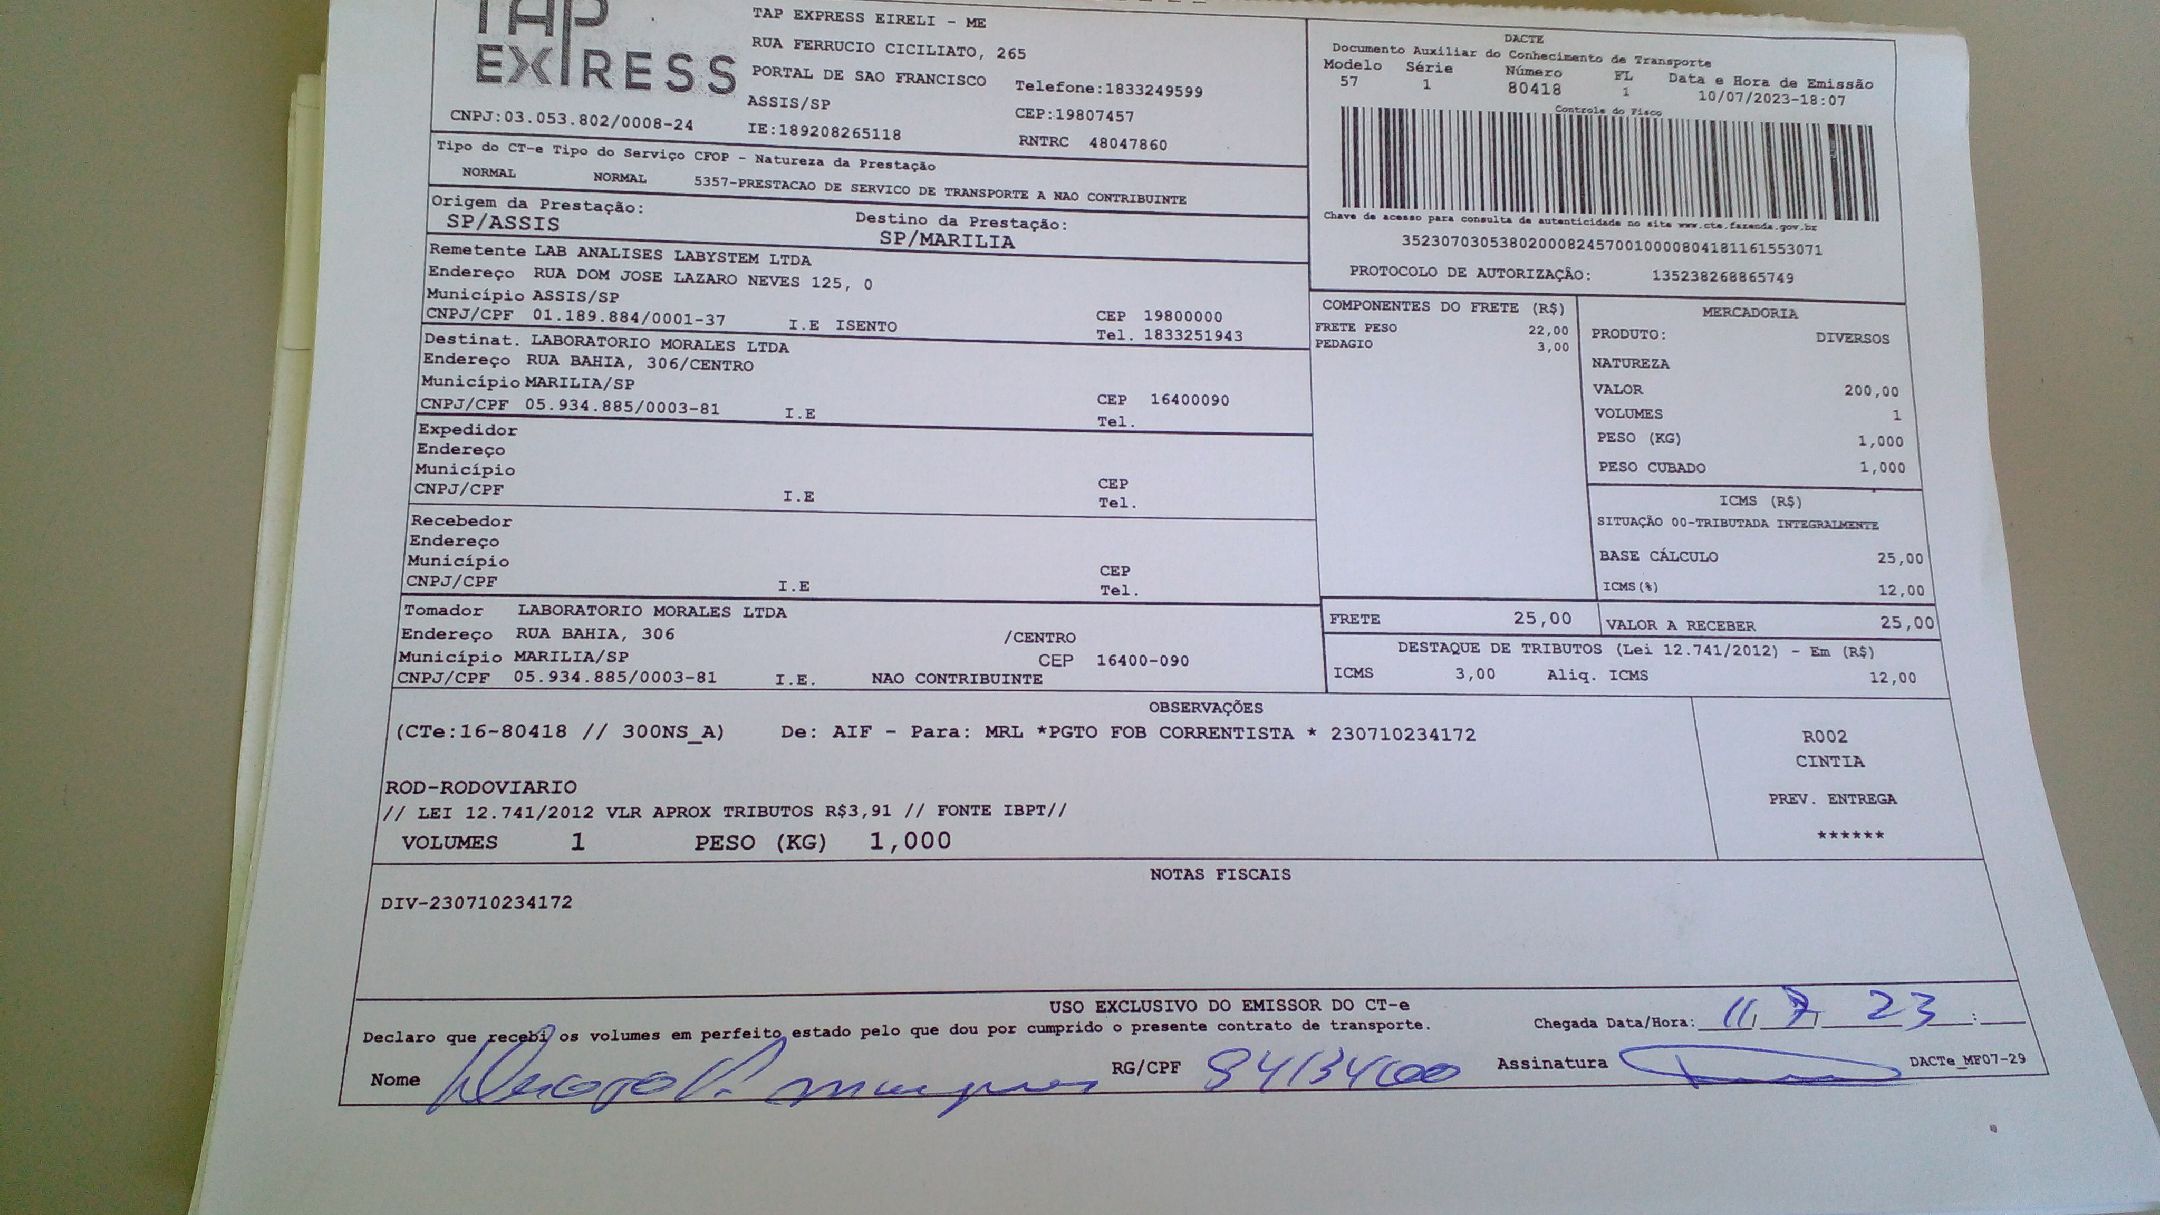 TAP EXPRESS
TAP EXPRESS EIRELI - ME
RUA FERRUCIO CICILIATO, 265
PORTAL DE SAO FRANCISCO Telefone:1833249599
ASSIS/SP CEP:19807457
CNPJ:03.053.802/0008-24 IE:189208265118 RNTRC 48047860
DACTE
Documento Auxiliar do Conhecimento de Transporte
Modelo Série Número FL Data e Hora de Emissão
57 1 80418 1 10/07/2023-18:07
Controle do Fisco
Chave de acesso para consulta de autenticidade no site www.cte.fazenda.gov.br
35230703053802000824570010000804181161553071
PROTOCOLO DE AUTORIZAÇÃO: 135238268865749
Tipo do CT-e Tipo do Serviço CFOP - Natureza da Prestação
NORMAL NORMAL 5357-PRESTACAO DE SERVICO DE TRANSPORTE A NAO CONTRIBUINTE
Origem da Prestação: Destino da Prestação:
SP/ASSIS SP/MARILIA
Remetente LAB ANALISES LABYSTEM LTDA
Endereço RUA DOM JOSE LAZARO NEVES 125, 0
Município ASSIS/SP CEP 19800000
CNPJ/CPF 01.189.884/0001-37 I.E ISENTO Tel. 1833251943
Destinat. LABORATORIO MORALES LTDA
Endereço RUA BAHIA, 306/CENTRO
Município MARILIA/SP CEP 16400090
CNPJ/CPF 05.934.885/0003-81 I.E Tel.
Expedidor
Endereço
Município CEP
CNPJ/CPF I.E Tel.
Recebedor
Endereço
Município CEP
CNPJ/CPF I.E Tel.
Tomador LABORATORIO MORALES LTDA
Endereço RUA BAHIA, 306 /CENTRO
Município MARILIA/SP CEP 16400-090
CNPJ/CPF 05.934.885/0003-81 I.E. NAO CONTRIBUINTE
COMPONENTES DO FRETE (R$)
FRETE PESO 22,00
PEDAGIO 3,00
MERCADORIA
PRODUTO: DIVERSOS
NATUREZA
VALOR 200,00
VOLUMES 1
PESO (KG) 1,000
PESO CUBADO 1,000
ICMS (R$)
SITUAÇÃO 00-TRIBUTADA INTEGRALMENTE
BASE CÁLCULO 25,00
ICMS(%) 12,00
FRETE 25,00 VALOR A RECEBER 25,00
DESTAQUE DE TRIBUTOS (Lei 12.741/2012) - Em (R$)
ICMS 3,00 Aliq. ICMS 12,00
OBSERVAÇÕES
(CTe:16-80418 // 300NS_A) De: AIF - Para: MRL *PGTO FOB CORRENTISTA * 230710234172
ROD-RODOVIARIO
// LEI 12.741/2012 VLR APROX TRIBUTOS R$3,91 // FONTE IBPT//
VOLUMES 1 PESO (KG) 1,000
R002
CINTIA
PREV. ENTREGA
******
NOTAS FISCAIS
DIV-230710234172
USO EXCLUSIVO DO EMISSOR DO CT-e
Declaro que recebi os volumes em perfeito estado pelo que dou por cumprido o presente contrato de transporte. Chegada Data/Hora: 11/7/23 :
Nome RG/CPF Assinatura DACTe_MF07-29